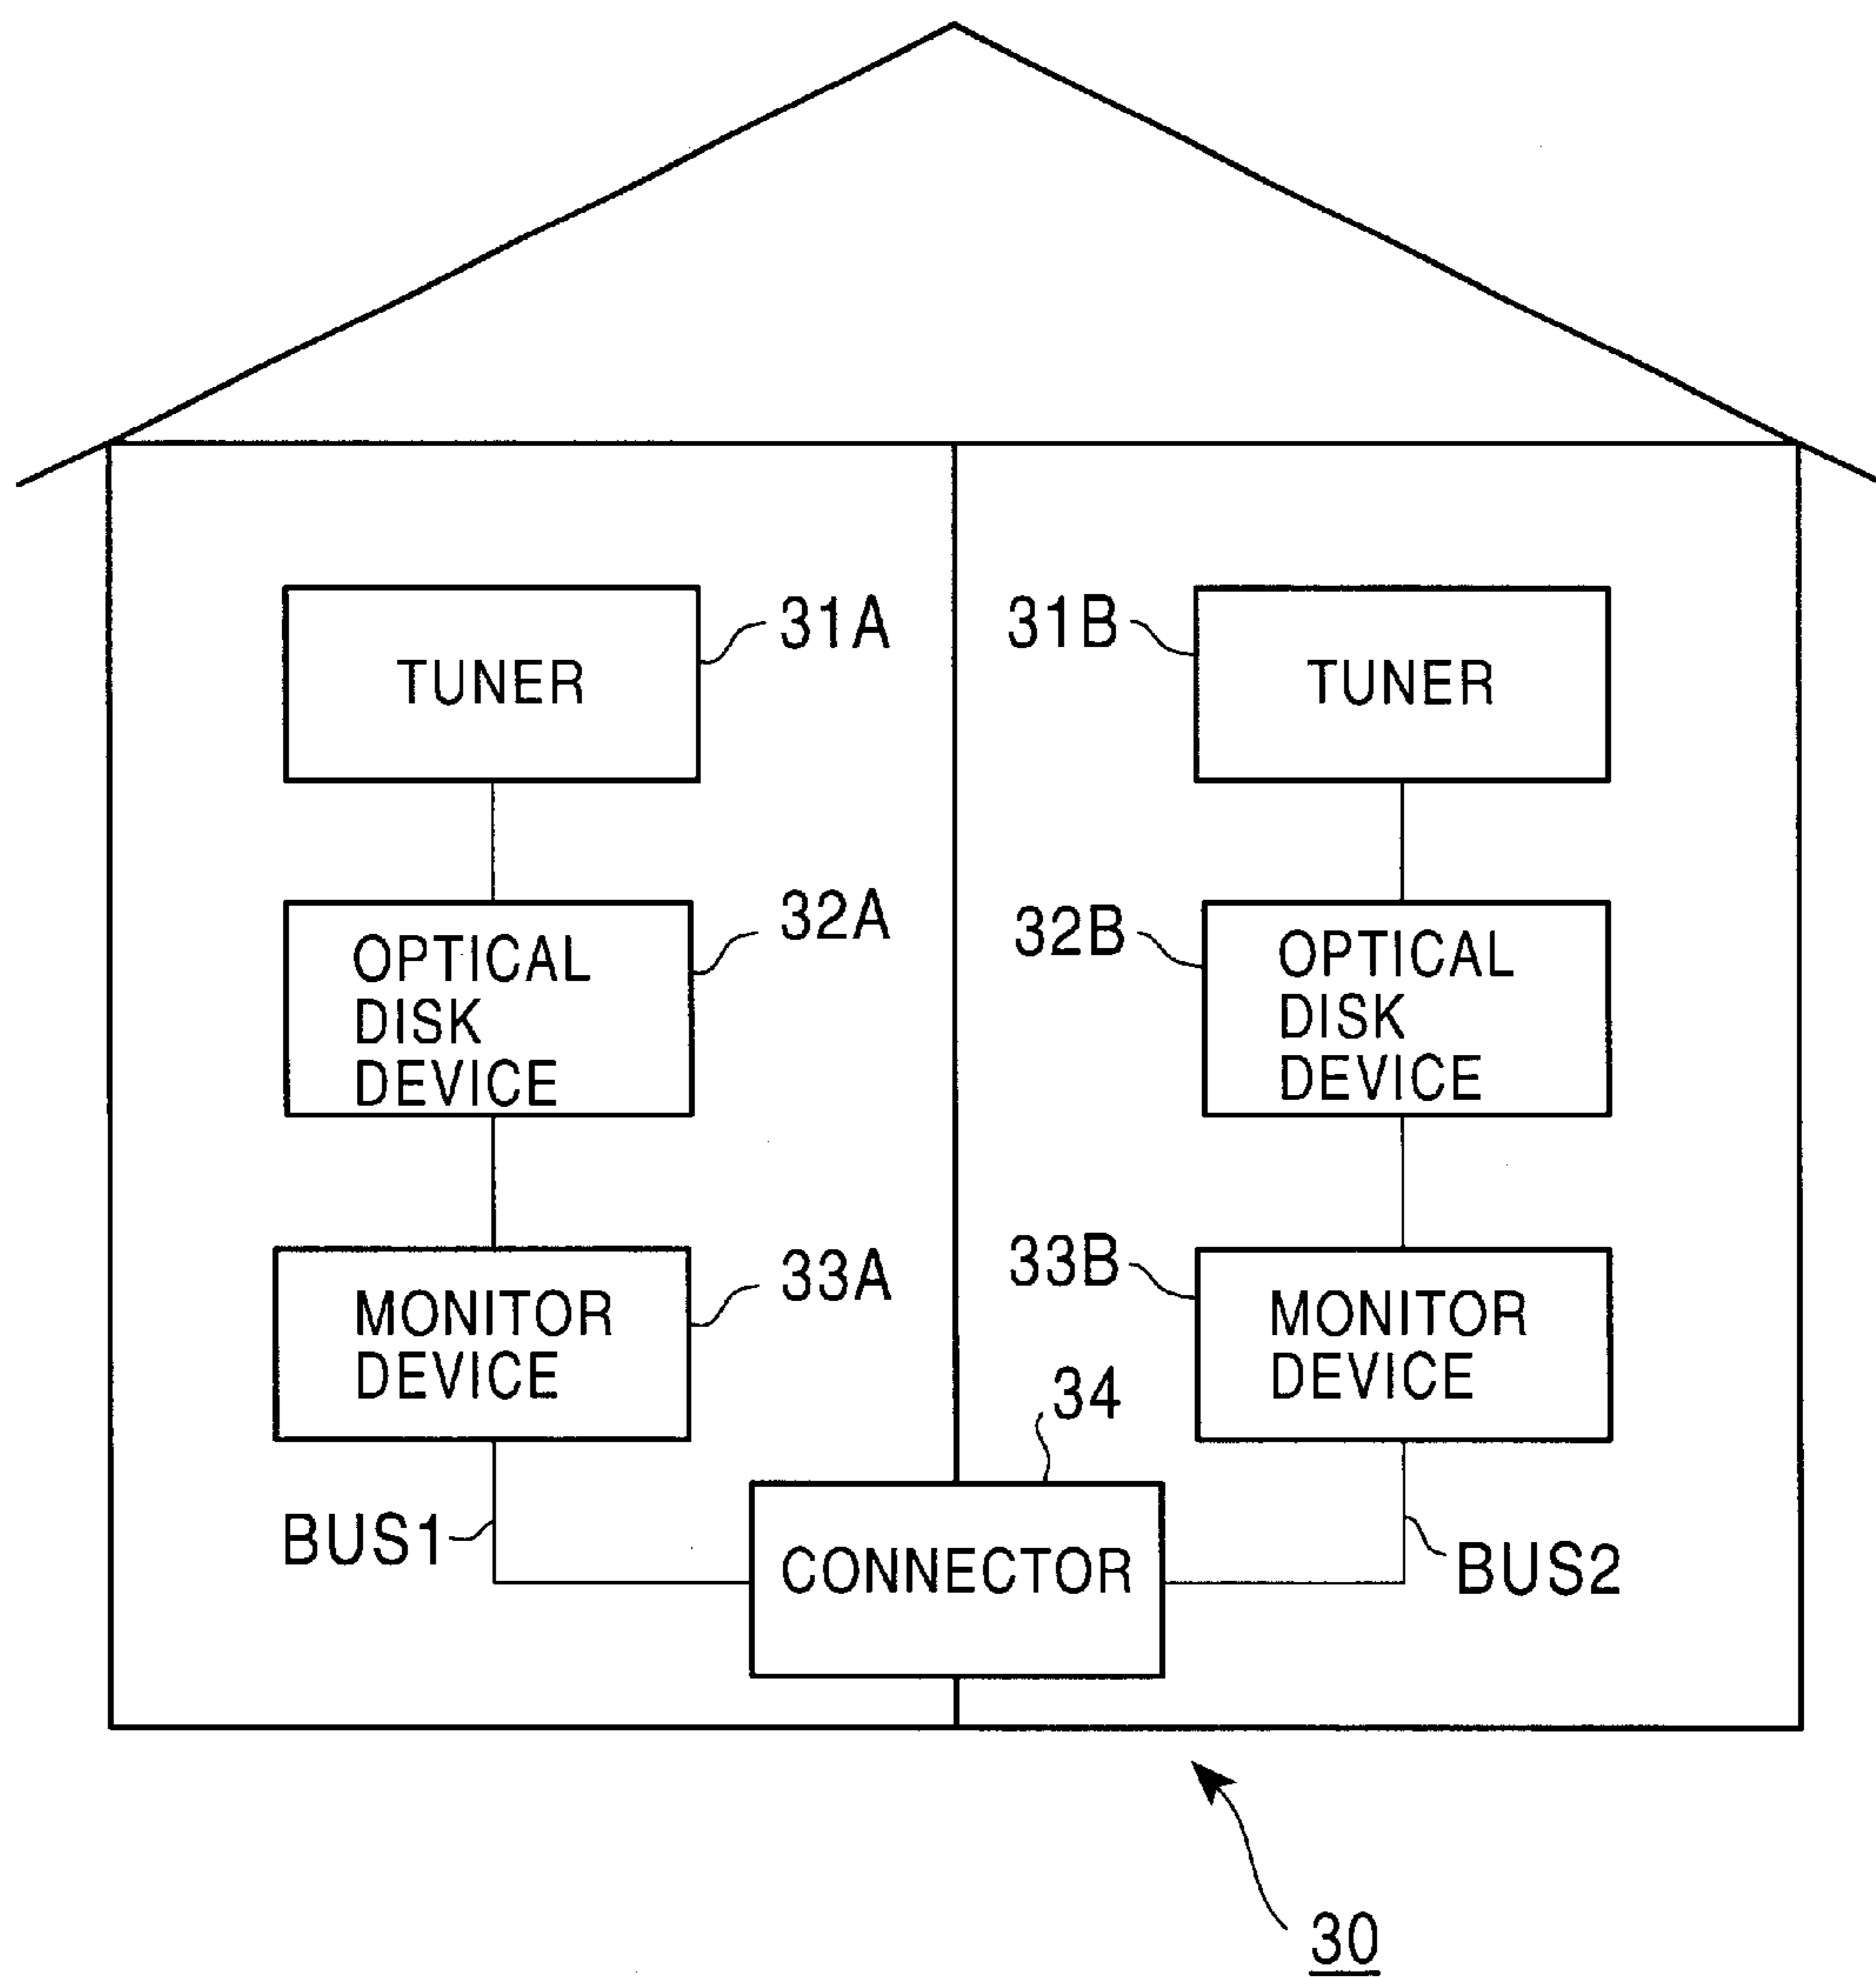 31A
31B
TUNER
TUNER
32A
32B
OPTICAL
DISK
DEVICE
OPTICAL
DISK
DEVICE
33A
33B
MONITOR
DEVICE
MONITOR
DEVICE
34
BUS1
CONNECTOR
BUS2
30